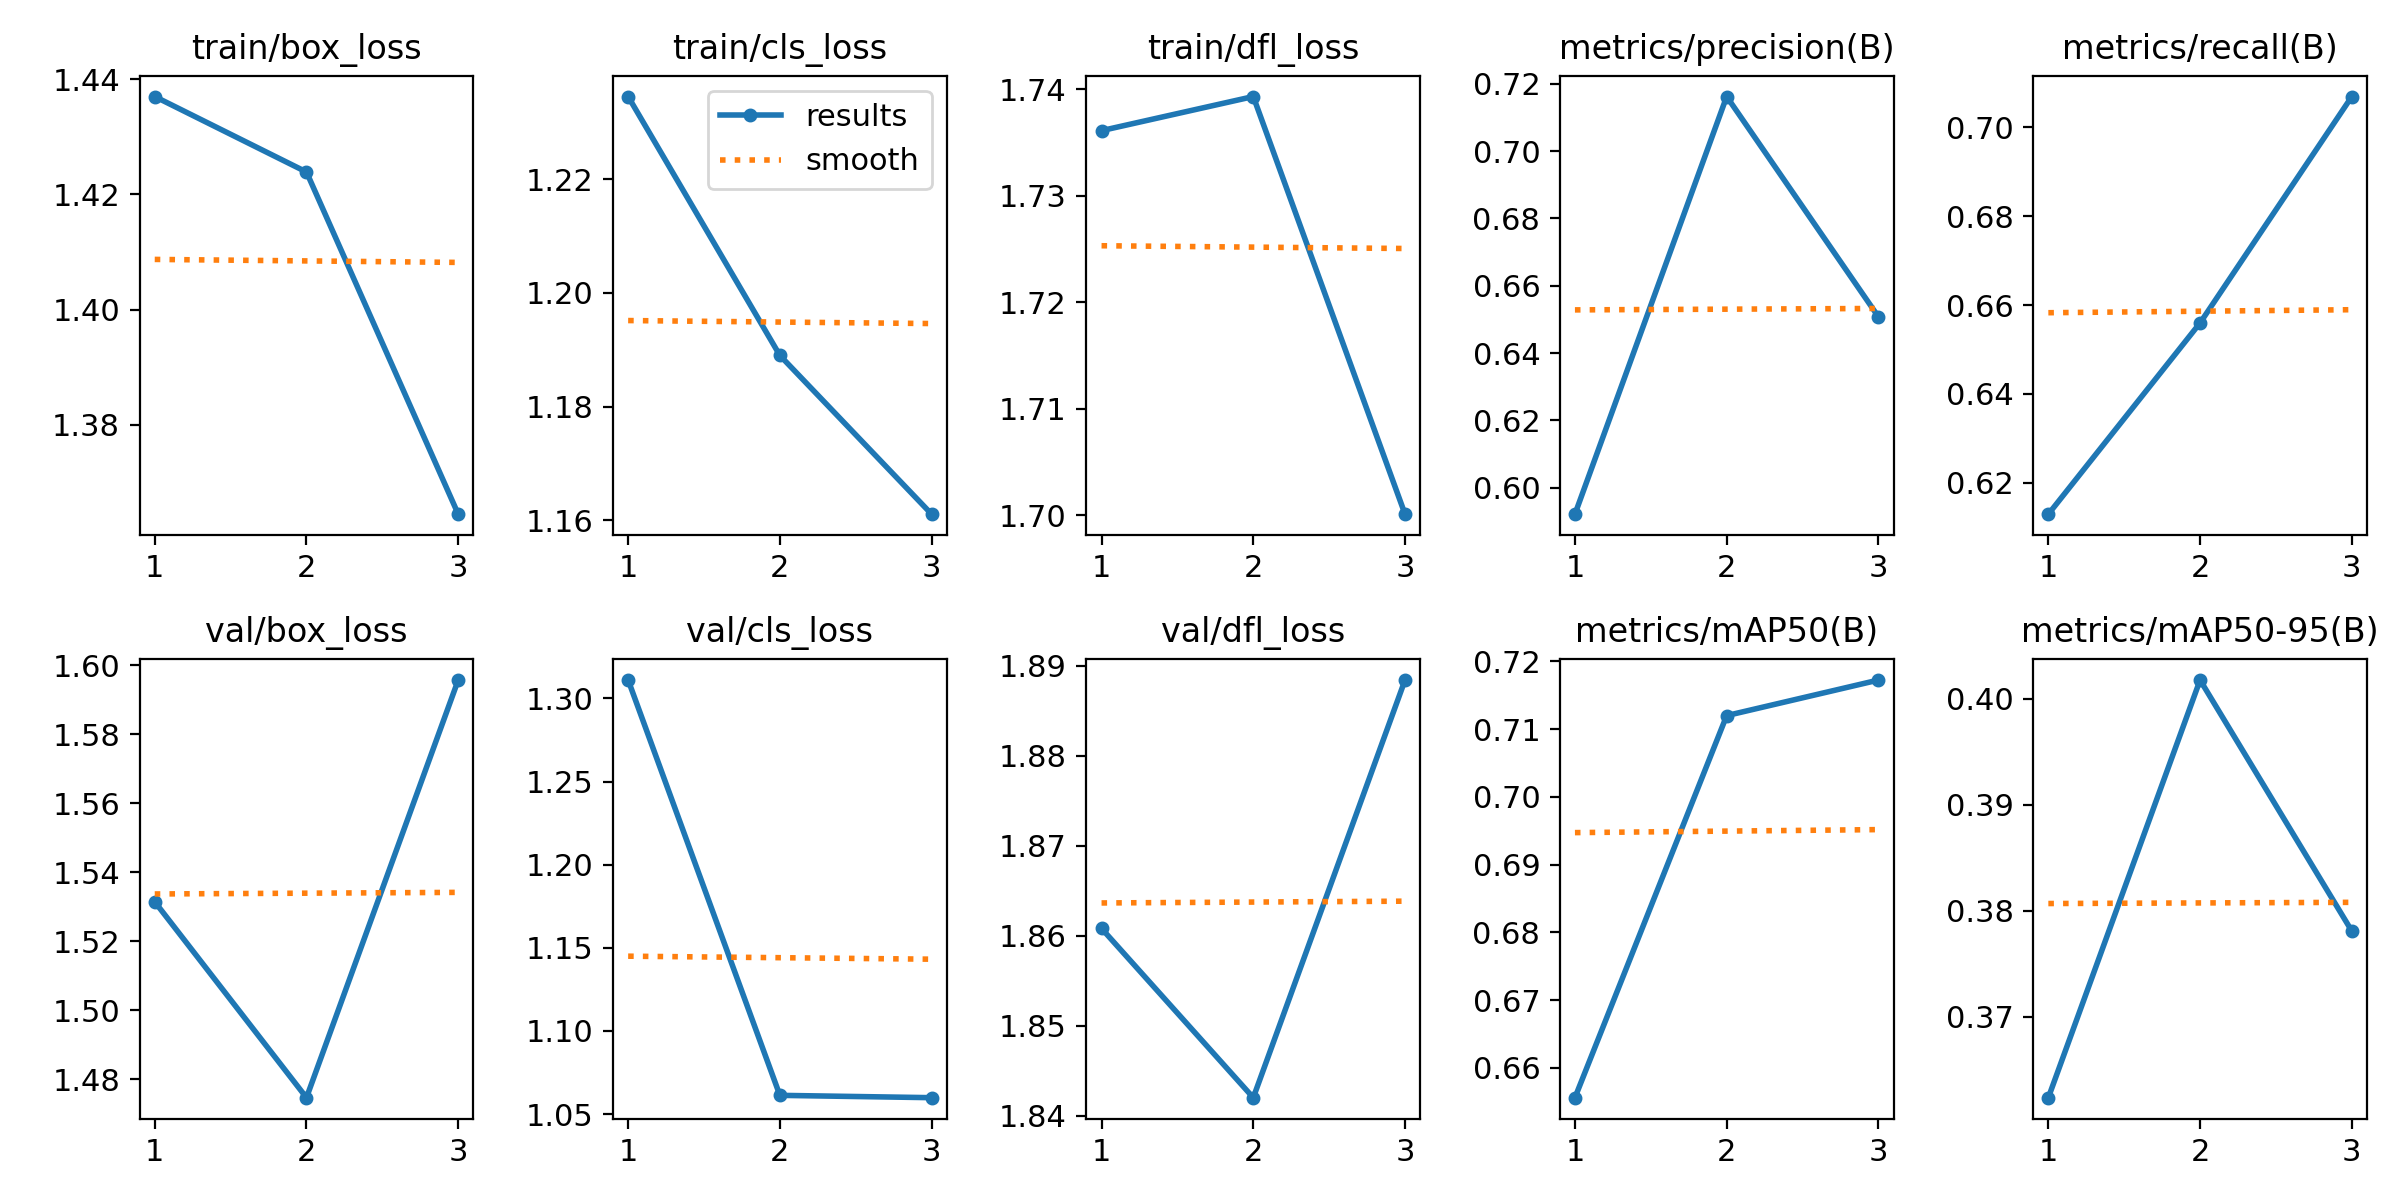 train/box_loss
1.44
1.42
1.40
1.38
1 2 3
train/cls_loss
results
smooth
1.22
1.20
1.18
1.16
1 2 3
train/dfl_loss
1.74
1.73
1.72
1.71
1.70
1 2 3
metrics/precision(B)
0.72
0.70
0.68
0.66
0.64
0.62
0.60
1 2 3
metrics/recall(B)
0.70
0.68
0.66
0.64
0.62
1 2 3
val/box_loss
1.60
1.58
1.56
1.54
1.52
1.50
1.48
1 2 3
val/cls_loss
1.30
1.25
1.20
1.15
1.10
1.05
1 2 3
val/dfl_loss
1.89
1.88
1.87
1.86
1.85
1.84
1 2 3
metrics/mAP50(B)
0.72
0.71
0.70
0.69
0.68
0.67
0.66
1 2 3
metrics/mAP50-95(B)
0.40
0.39
0.38
0.37
1 2 3